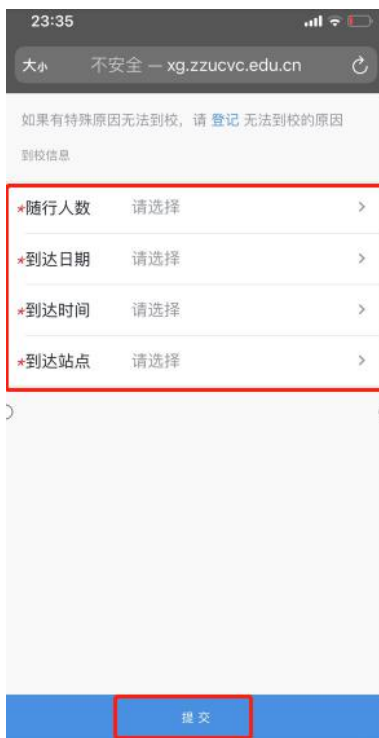 23:35
大小 不安全 — xg.zzucvc.edu.cn
如果有特殊原因无法到校，请 登记 无法到校的原因
到校信息
*随行人数 请选择
*到达日期 请选择
*到达时间 请选择
*到达站点 请选择
提交